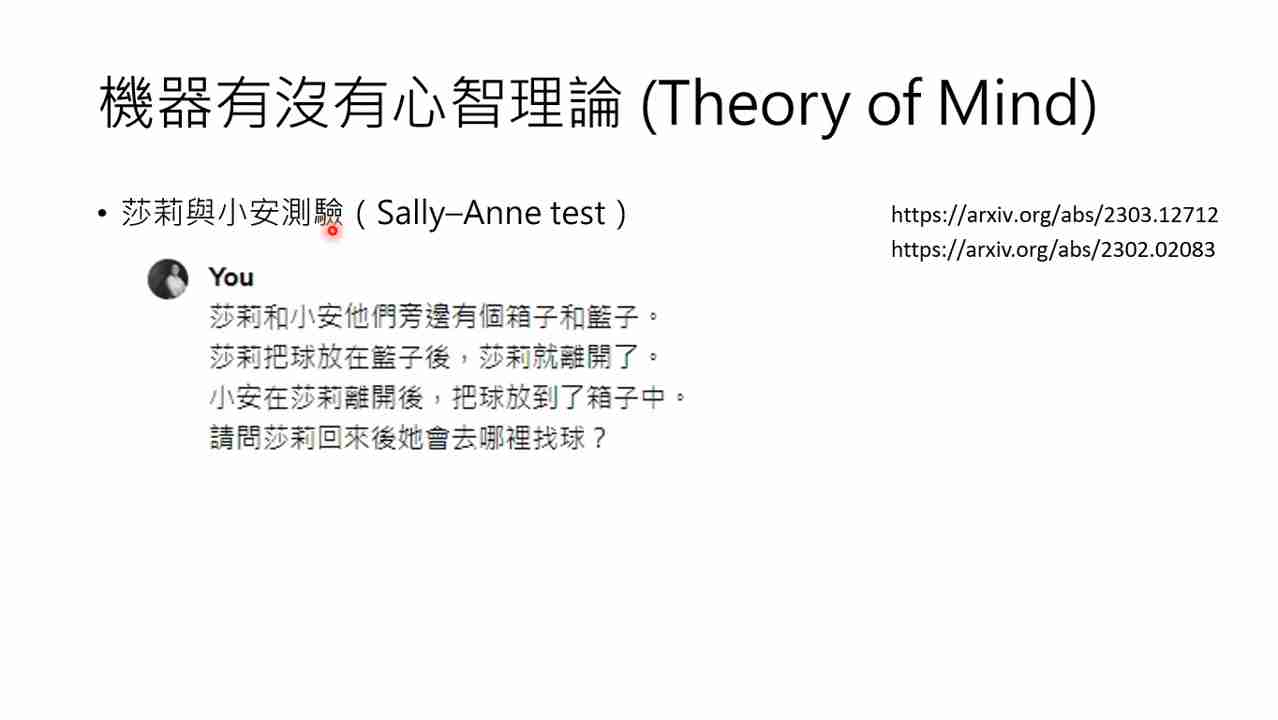 機器有沒有心智理論 (Theory of Mind)
• 莎莉與小安測驗（Sally–Anne test）
https://arxiv.org/abs/2303.12712
https://arxiv.org/abs/2302.02083
You
莎莉和小安他們旁邊有個箱子和籃子。
莎莉把球放在籃子後，莎莉就離開了。
小安在莎莉離開後，把球放到了箱子中。
請問莎莉回來後她會去哪裡找球？